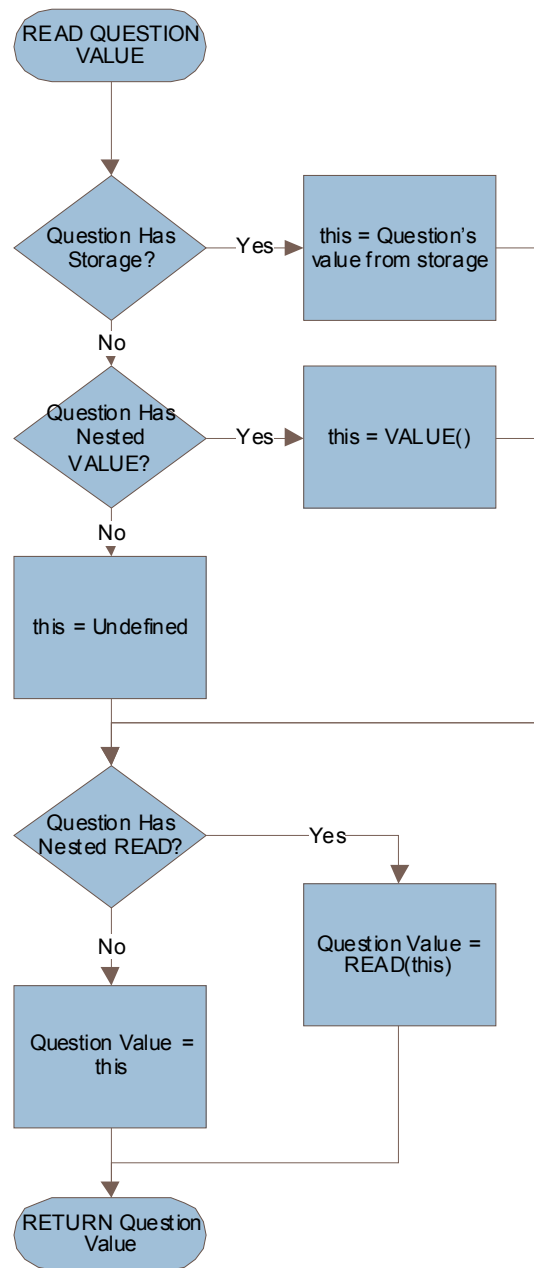 READ QUESTION
VALUE
Question Has
Storage?
Yes
this = Question's
value from storage
No
Question Has
Nested
VALUE?
Yes
this = VALUE()
No
this = Undefined
Question Has
Nested READ?
Yes
No
Question Value =
READ(this)
Question Value =
this
RETURN Question
Value